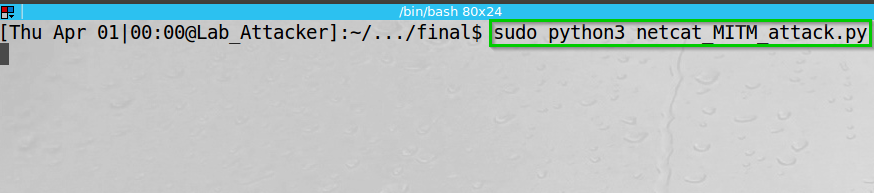 /bin/bash 80x24
[Thu Apr 01|00:00@Lab_Attacker]:~/.../final$ sudo python3 netcat_MITM_attack.py